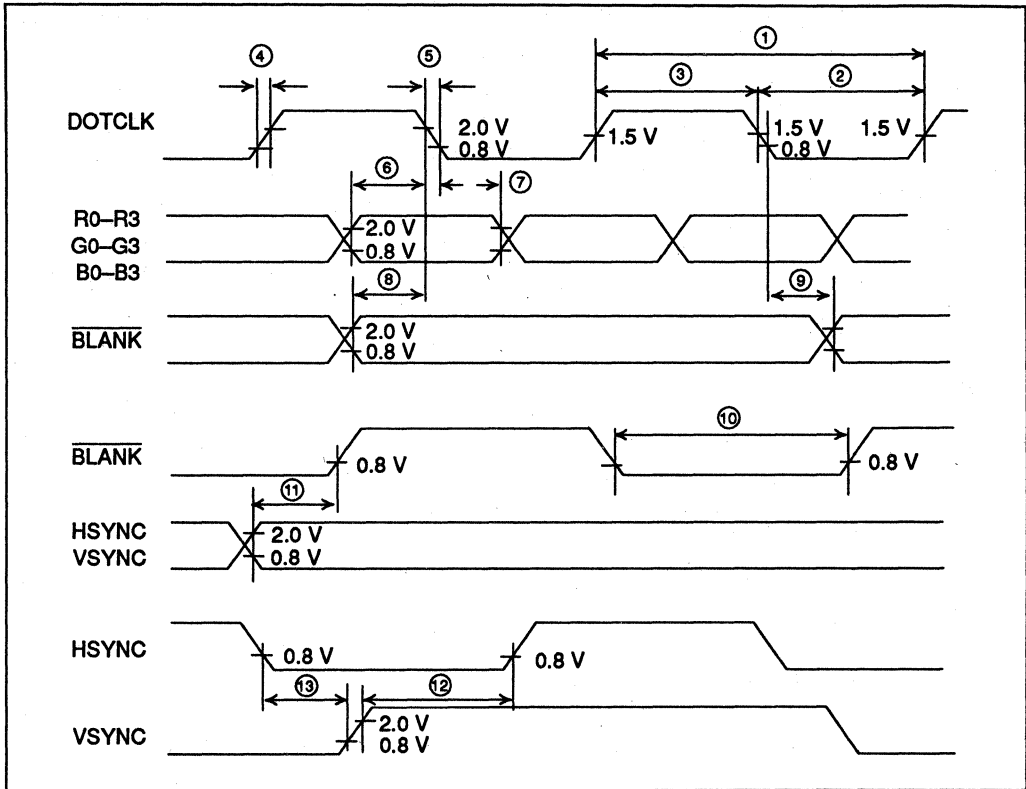 ④ ⑤ ①
③ ②
DOTCLK 2.0 V 1.5 V 1.5 V 1.5 V
0.8 V 0.8 V
⑥ ⑦
R0–R3 2.0 V
G0–G3 0.8 V
B0–B3
⑧ ⑨
BLANK 2.0 V
0.8 V
⑩
BLANK 0.8 V 0.8 V
⑪
HSYNC 2.0 V
VSYNC 0.8 V
HSYNC 0.8 V 0.8 V
⑬ ⑫
VSYNC 2.0 V
0.8 V